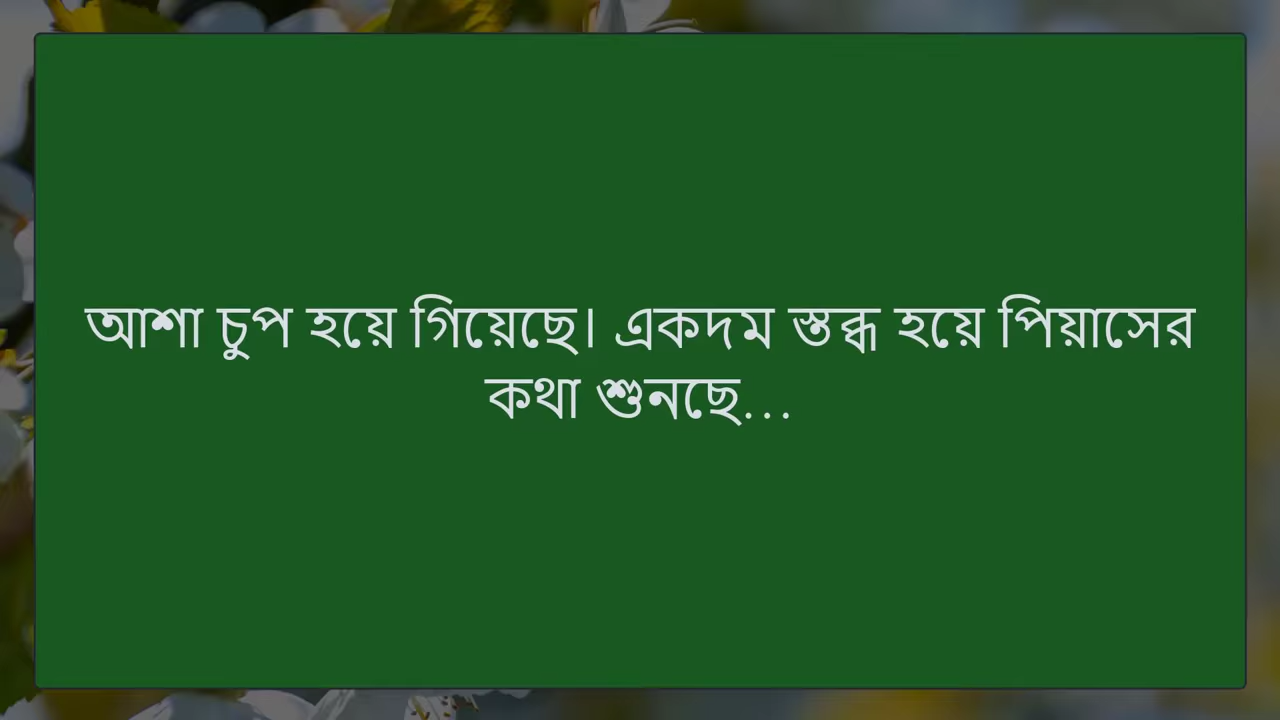 আশা চুপ হয়ে গিয়েছে। একদম স্তব্ধ হয়ে পিয়াসের
কথা শুনছে...